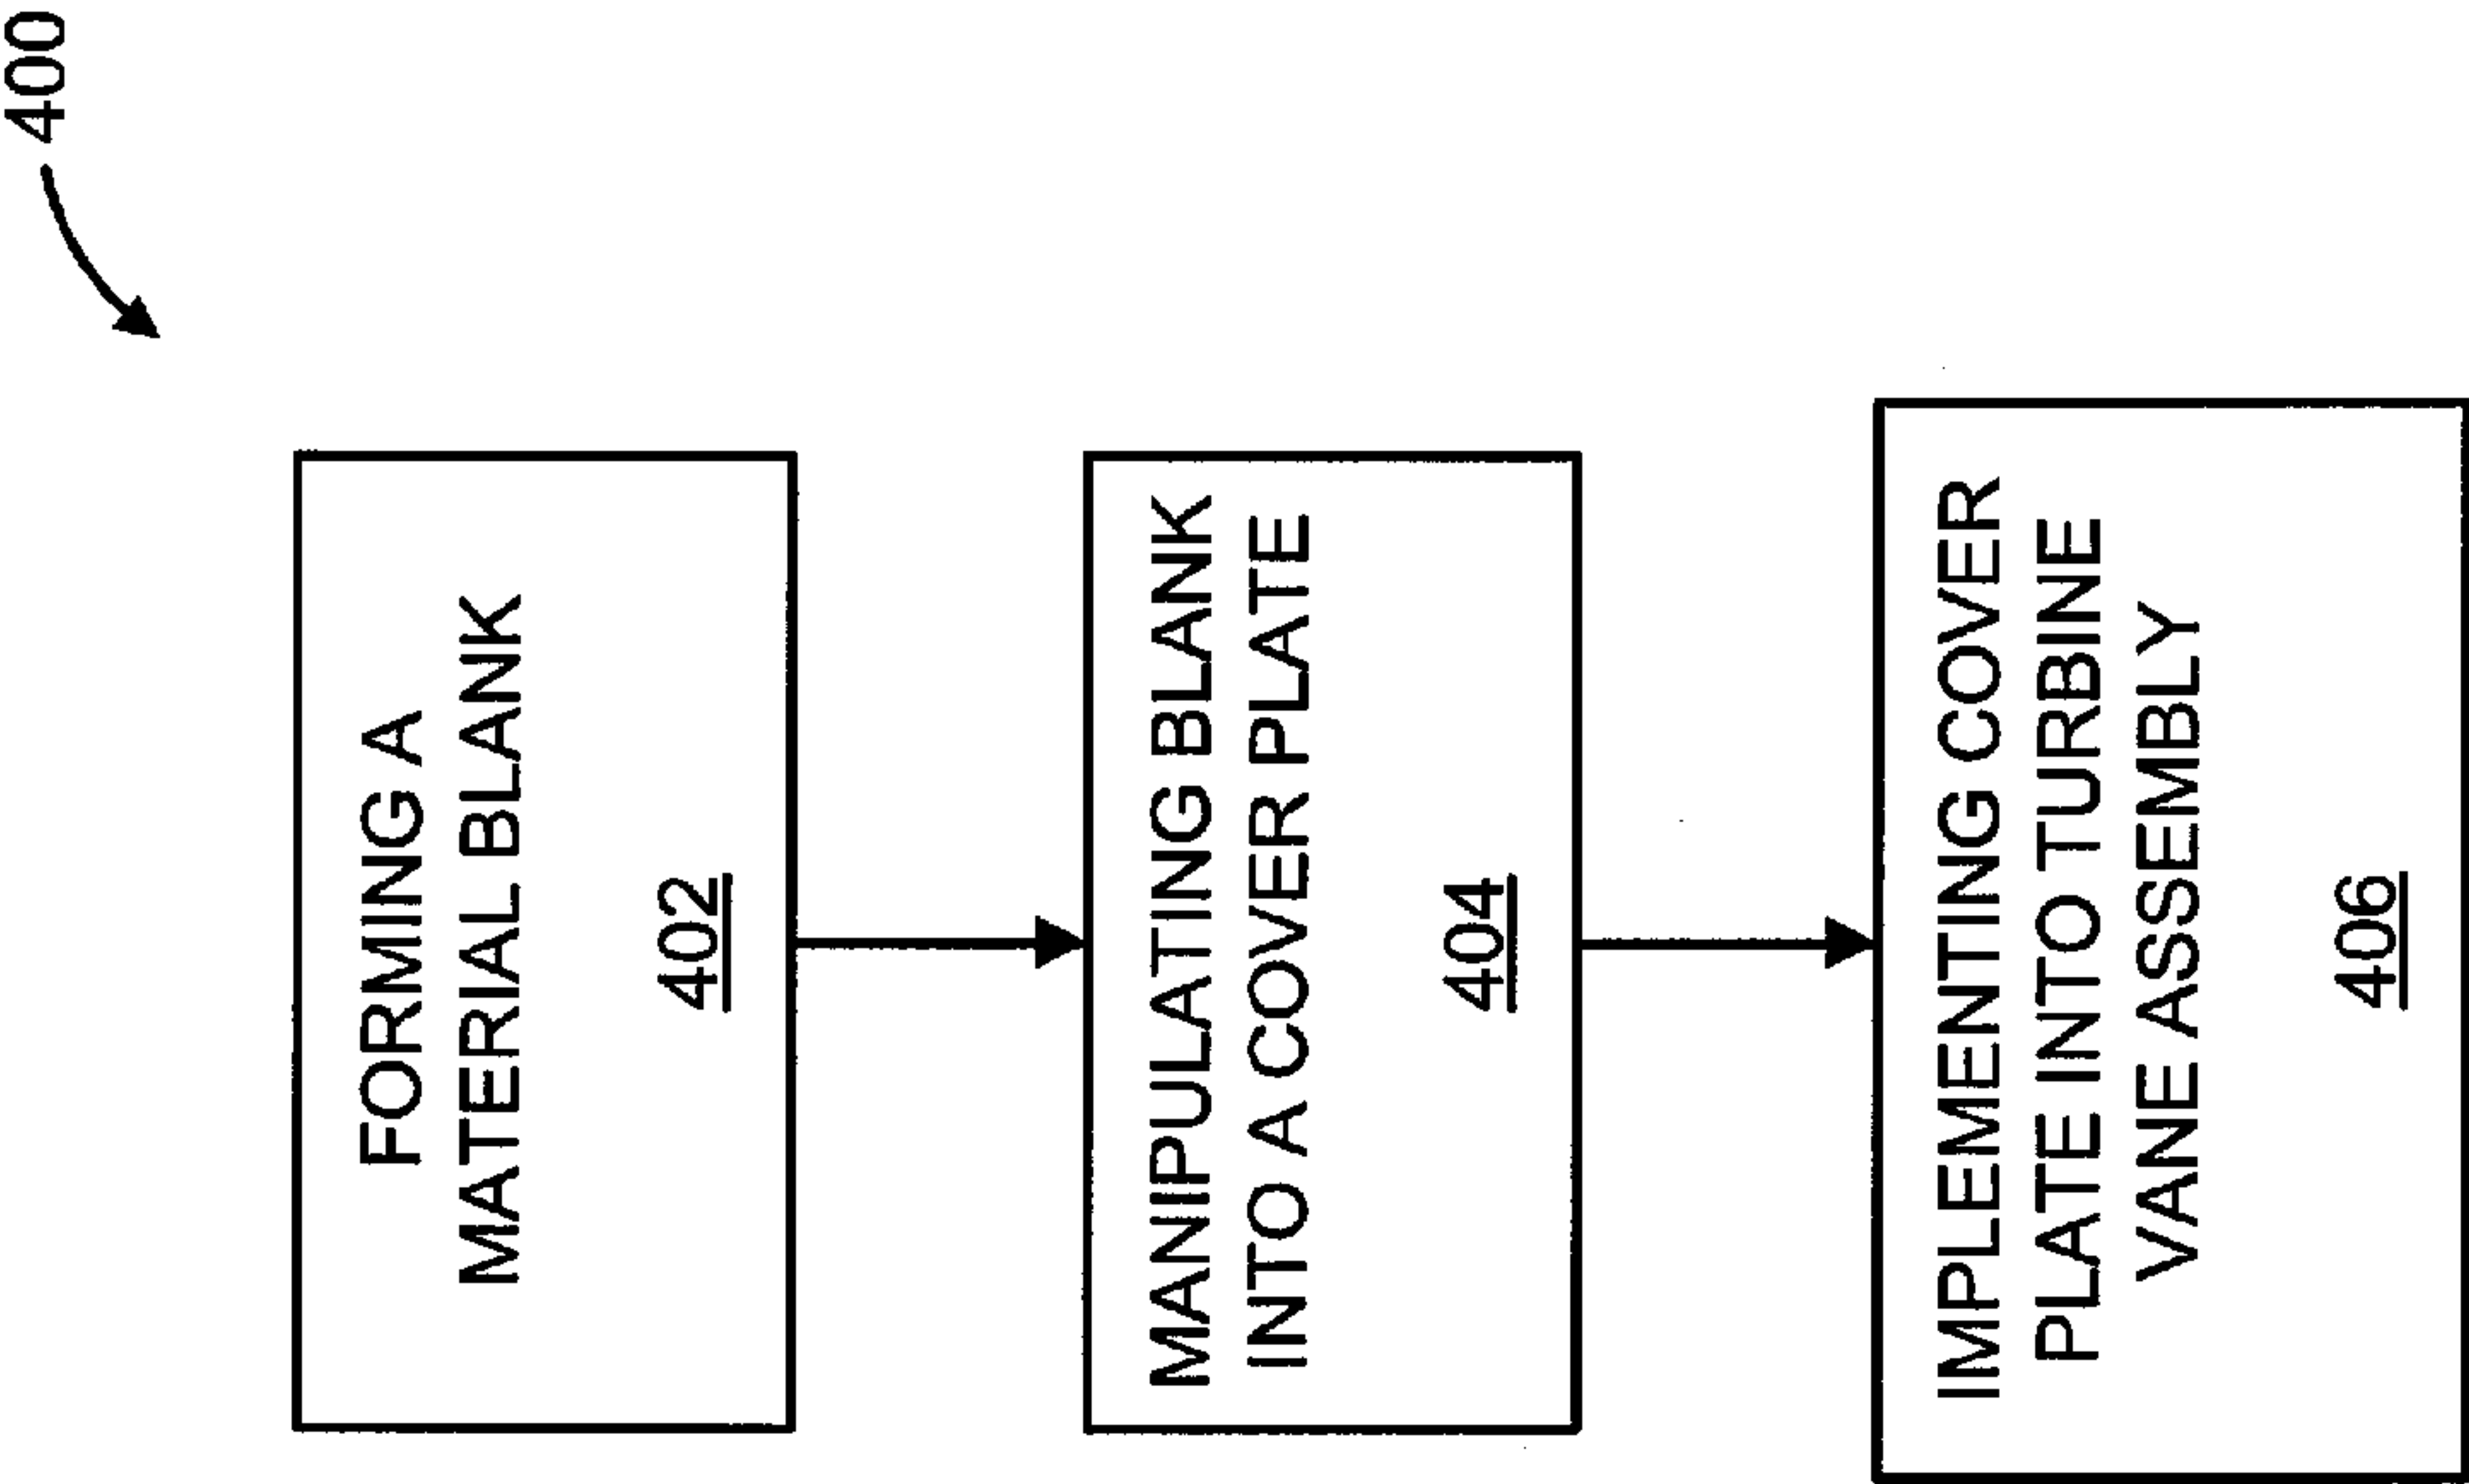 400
FORMING A
MATERIAL BLANK
402
MANIPULATING BLANK
INTO A COVER PLATE
404
IMPLEMENTING COVER
PLATE INTO TURBINE
VANE ASSEMBLY
406